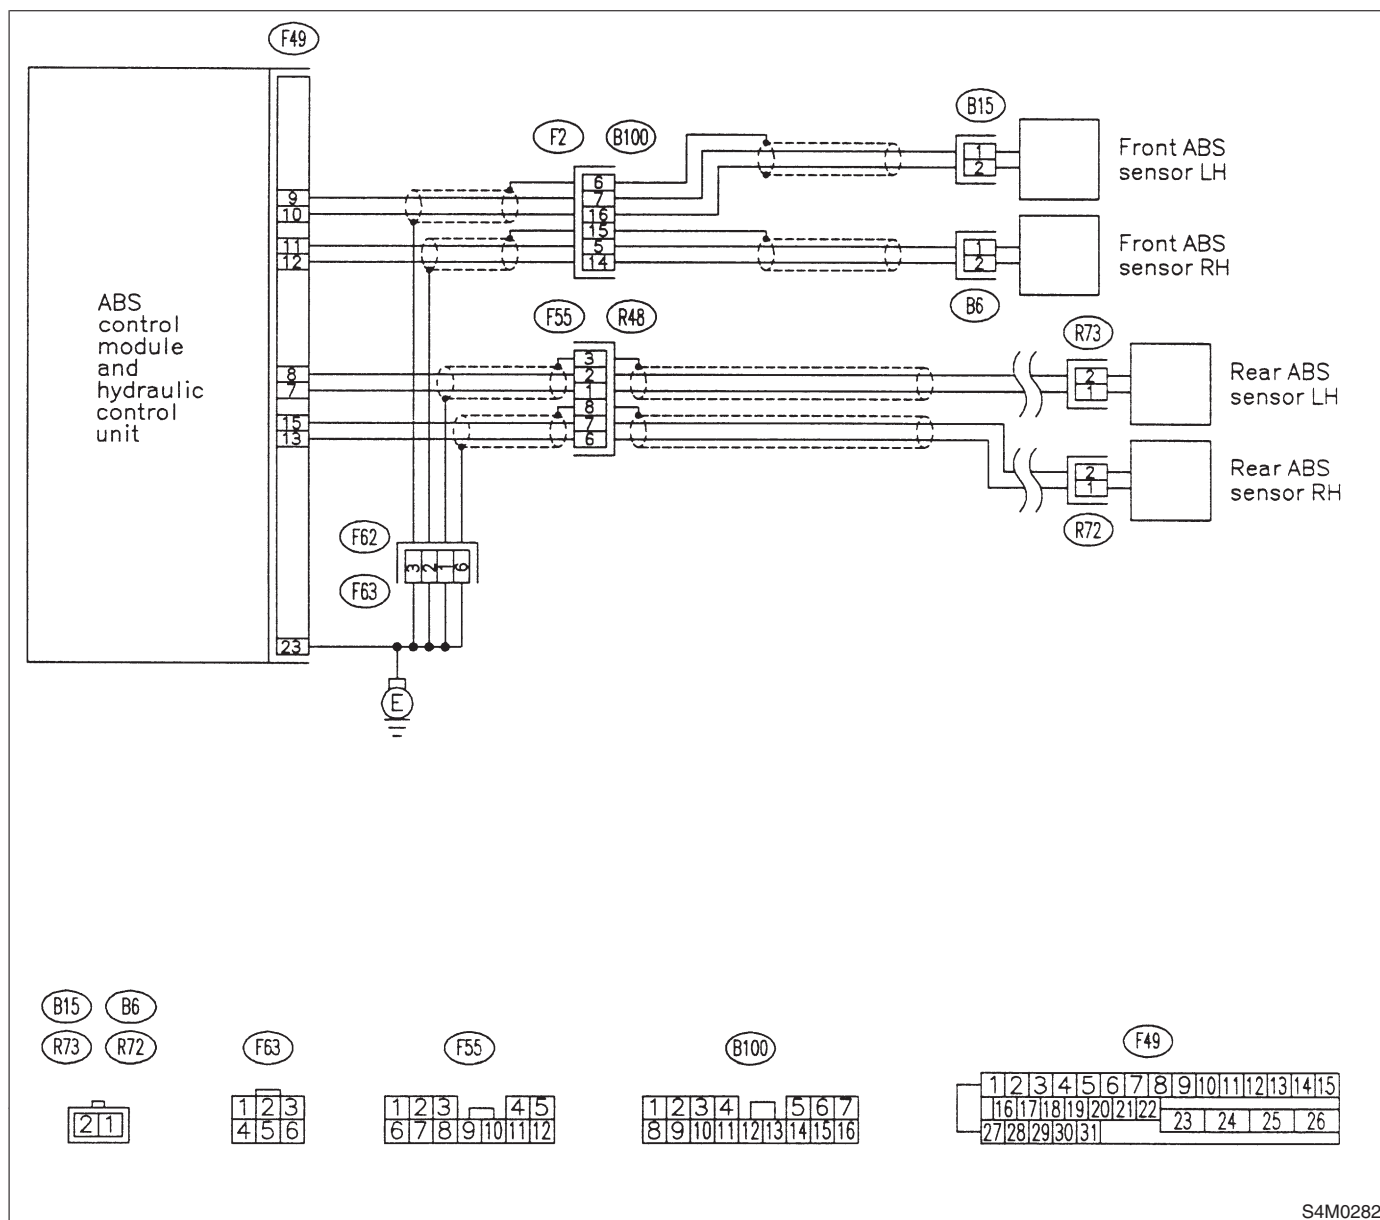 F49
B15
F2 B100
1
2
Front ABS
sensor LH
9
10
11
12
6
7
16
15
5
14
1
2
Front ABS
sensor RH
B6
ABS
control
module
and
hydraulic
control
unit
F55 R48
R73
8
7
15
13
3
2
1
8
7
6
2
1
Rear ABS
sensor LH
2
1
Rear ABS
sensor RH
R72
F62
3 2 1 6
F63
23
E
B15 B6
R73 R72
F63
F55
B100
F49
2 1
1 2 3
4 5 6
1 2 3 4 5
6 7 8 9 10 11 12
1 2 3 4 5 6 7
8 9 10 11 12 13 14 15 16
1 2 3 4 5 6 7 8 9 10 11 12 13 14 15
16 17 18 19 20 21 22
23 24 25 26
27 28 29 30 31
S4M0282